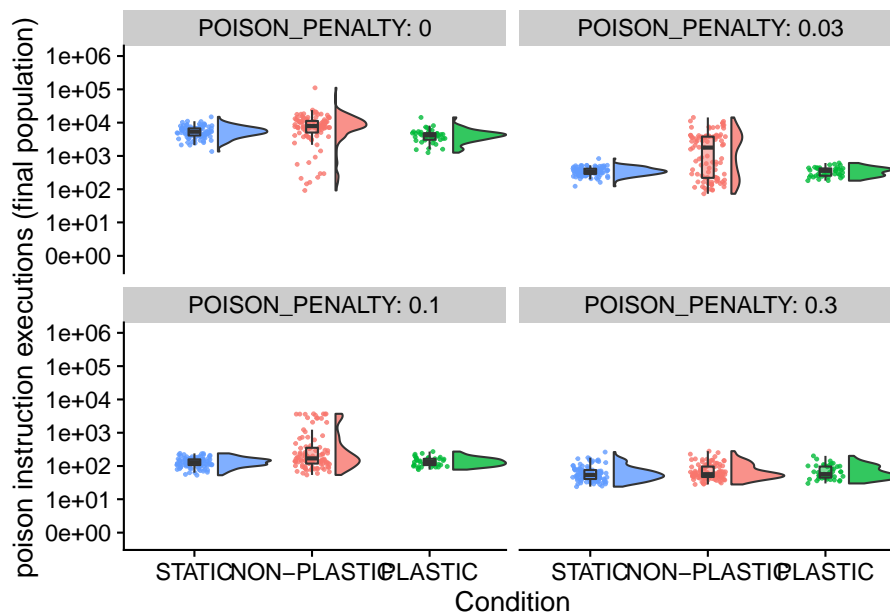 POISON_PENALTY: 0
POISON_PENALTY: 0.03
1e+06
1e+05
1e+04
1e+03
1e+02
1e+01
0e+00
POISON_PENALTY: 0.1
POISON_PENALTY: 0.3
1e+06
1e+05
1e+04
1e+03
1e+02
1e+01
0e+00
poison instruction executions (final population)
STATIC NON−PLASTIC PLASTIC
STATIC NON−PLASTIC PLASTIC
Condition